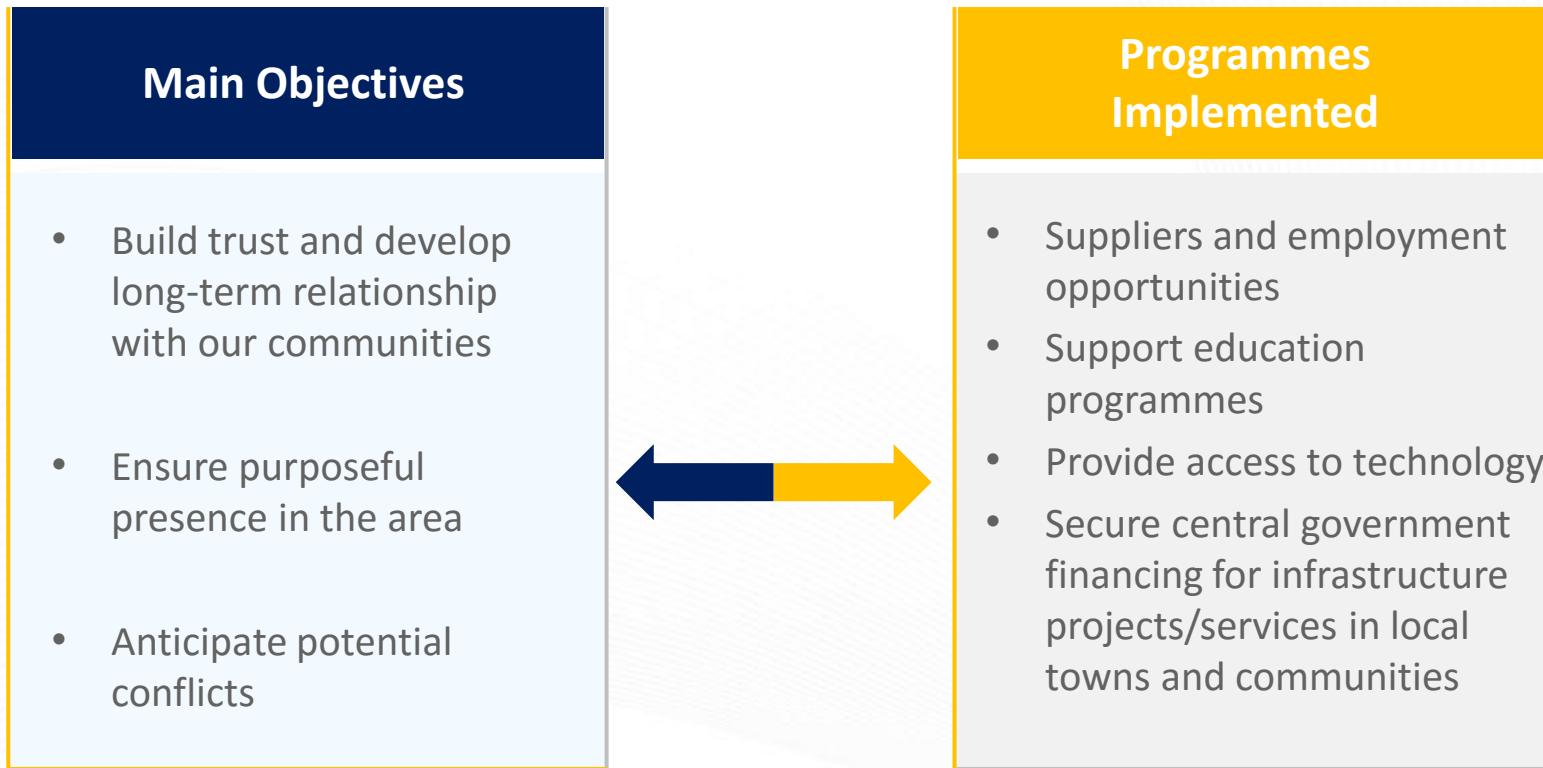 Main Objectives
• Build trust and develop
long-term relationship
with our communities
• Ensure purposeful
presence in the area
• Anticipate potential
conflicts
Programmes
Implemented
• Suppliers and employment
opportunities
• Support education
programmes
• Provide access to technology
• Secure central government
financing for infrastructure
projects/services in local
towns and communities